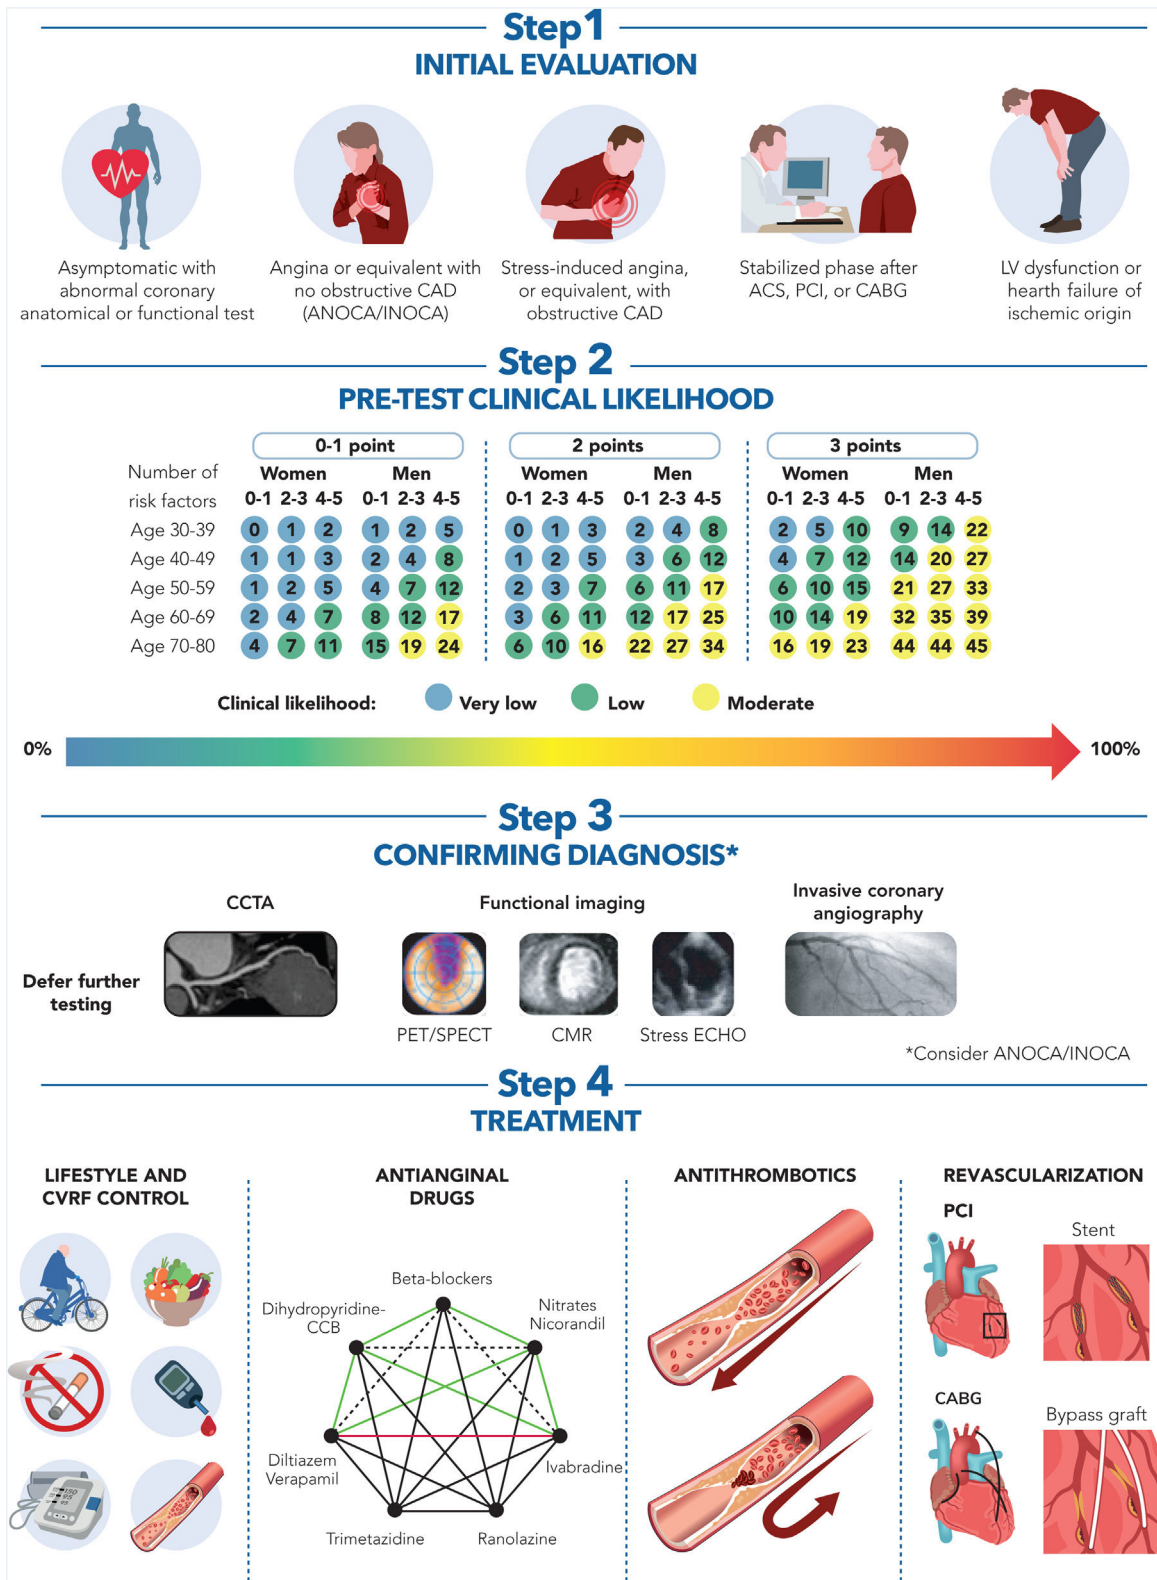 Step1
INITIAL EVALUATION
Asymptomatic with
abnormal coronary
anatomical or functional test
Angina or equivalent with
no obstructive CAD
(ANOCA/INOCA)
Stress-induced angina,
or equivalent, with
obstructive CAD
Stabilized phase after
ACS, PCI, or CABG
LV dysfunction or
hearth failure of
ischemic origin
Step 2
PRE-TEST CLINICAL LIKELIHOOD
0-1 point 2 points 3 points
Number of Women Men Women Men Women Men
risk factors 0-1 2-3 4-5 0-1 2-3 4-5 0-1 2-3 4-5 0-1 2-3 4-5 0-1 2-3 4-5 0-1 2-3 4-5
Age 30-39 0 1 2 1 2 5 0 1 3 2 4 8 2 5 10 9 14 22
Age 40-49 1 1 3 2 4 8 1 2 5 3 6 12 4 7 12 14 20 27
Age 50-59 1 2 5 4 7 12 2 3 7 6 11 17 6 10 15 21 27 33
Age 60-69 2 4 7 8 12 17 3 6 11 12 17 25 10 14 19 32 35 39
Age 70-80 4 7 11 15 19 24 6 10 16 22 27 34 16 19 23 44 44 45
Clinical likelihood: Very low Low Moderate
0% 100%
Step 3
CONFIRMING DIAGNOSIS*
Defer further
testing
CCTA
Functional imaging
PET/SPECT CMR Stress ECHO
Invasive coronary
angiography
*Consider ANOCA/INOCA
Step 4
TREATMENT
LIFESTYLE AND
CVRF CONTROL
150
95
95
ANTIANGINAL
DRUGS
Beta-blockers
Dihydropyridine-
CCB
Nitrates
Nicorandil
Diltiazem
Verapamil
Ivabradine
Trimetazidine Ranolazine
ANTITHROMBOTICS
REVASCULARIZATION
PCI
Stent
CABG
Bypass graft